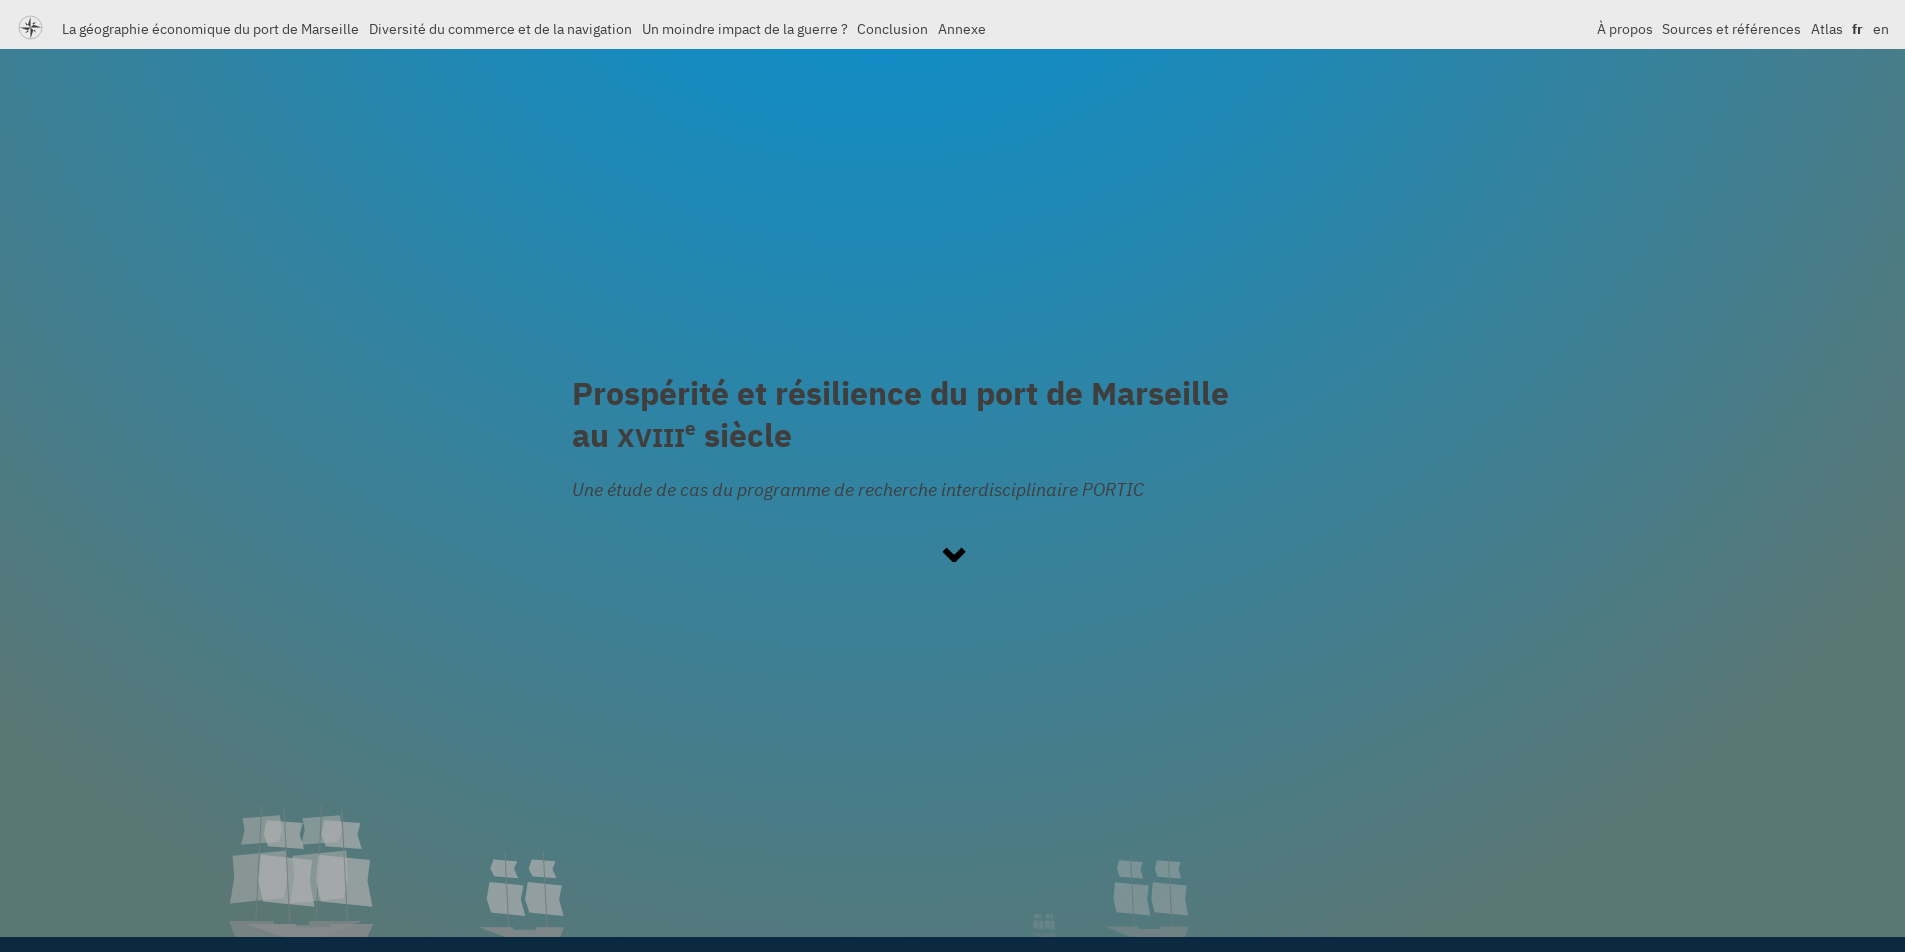 La géographie économique du port de Marseille Diversité du commerce et de la navigation Un moindre impact de la guerre ? Conclusion Annexe À propos Sources et références Atlas fr en
Prospérité et résilience du port de Marseille
au XVIIIe siècle
Une étude de cas du programme de recherche interdisciplinaire PORTIC